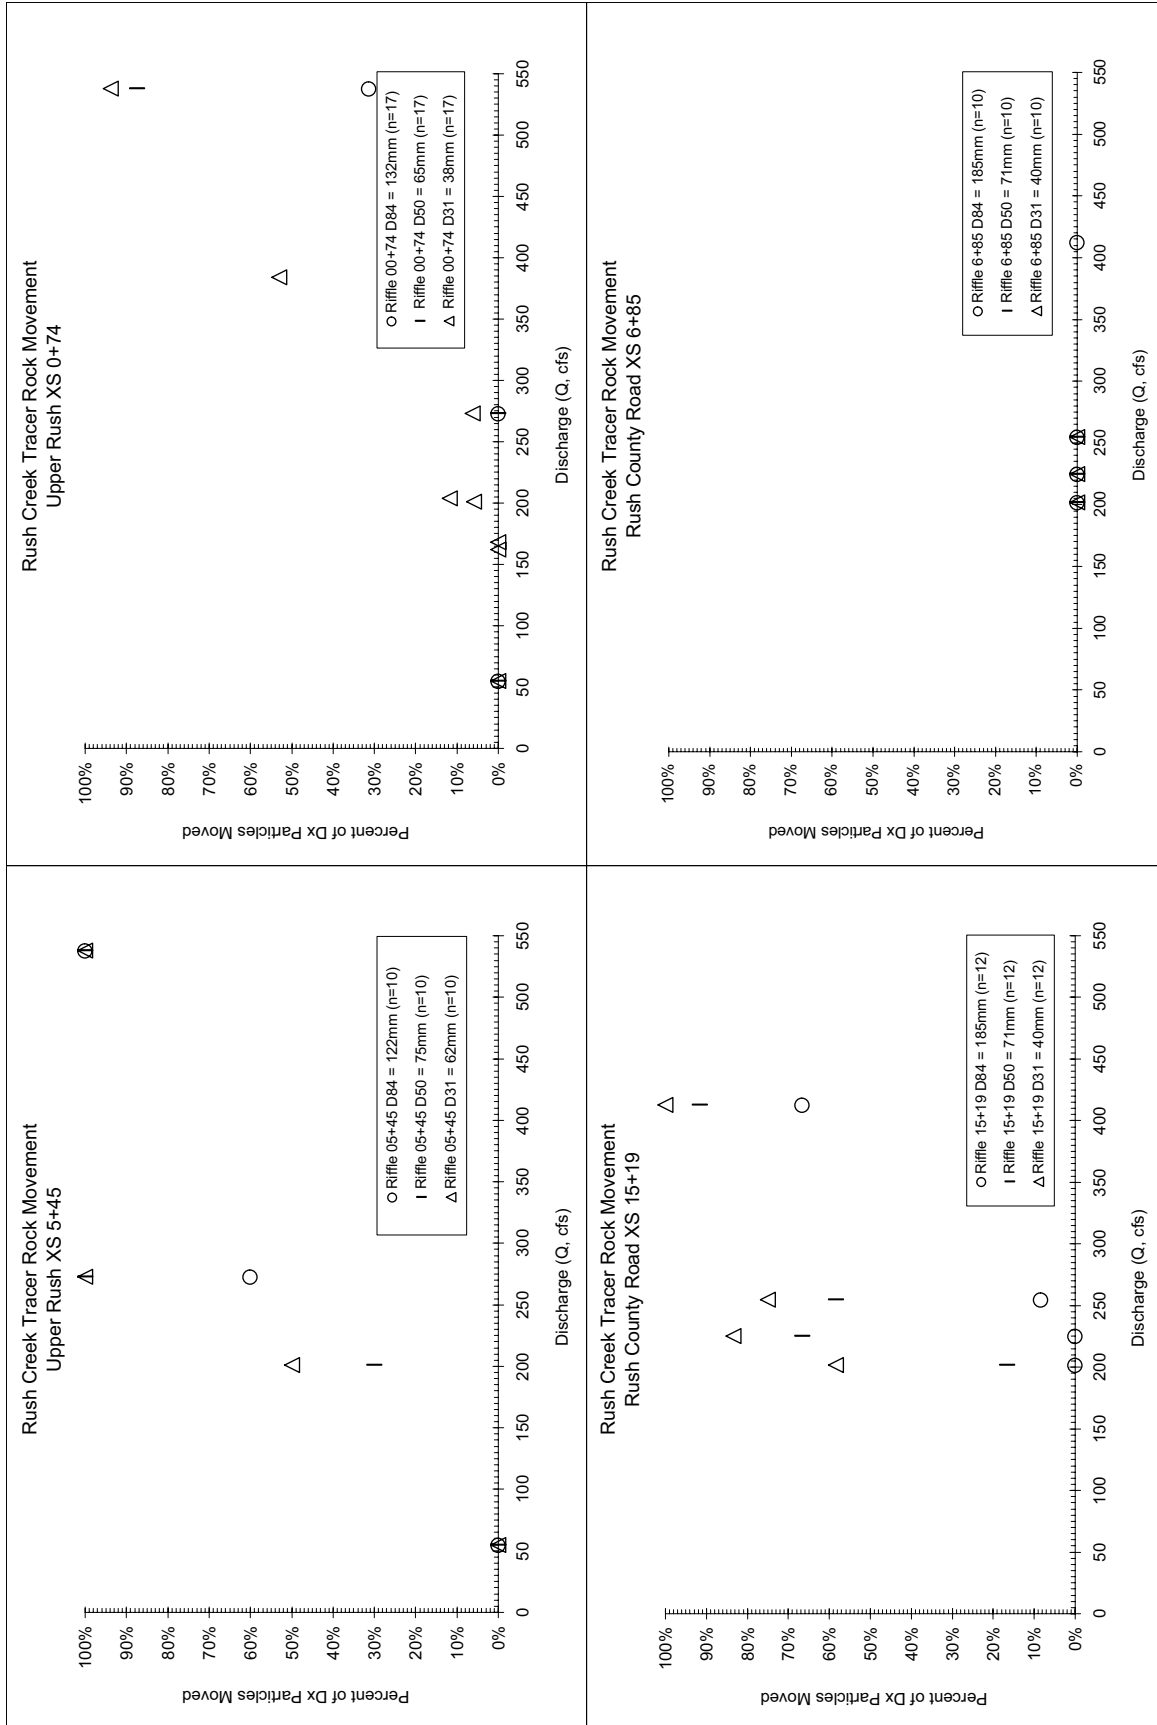 Rush Creek Tracer Rock Movement
Upper Rush XS 5+45
Percent of Dx Particles Moved
100%
90%
80%
70%
60%
50%
40%
30%
20%
10%
0%
Riffle 05+45 D84 = 122mm (n=10)
Riffle 05+45 D50 = 75mm (n=10)
Riffle 05+45 D31 = 62mm (n=10)
0 50 100 150 200 250 300 350 400 450 500 550
Discharge (Q, cfs)
Rush Creek Tracer Rock Movement
Upper Rush XS 0+74
Percent of Dx Particles Moved
100%
90%
80%
70%
60%
50%
40%
30%
20%
10%
0%
Riffle 00+74 D84 = 132mm (n=17)
Riffle 00+74 D50 = 65mm (n=17)
Riffle 00+74 D31 = 38mm (n=17)
0 50 100 150 200 250 300 350 400 450 500 550
Discharge (Q, cfs)
Rush Creek Tracer Rock Movement
Rush County Road XS 15+19
Percent of Dx Particles Moved
100%
90%
80%
70%
60%
50%
40%
30%
20%
10%
0%
Riffle 15+19 D84 = 185mm (n=12)
Riffle 15+19 D50 = 71mm (n=12)
Riffle 15+19 D31 = 40mm (n=12)
0 50 100 150 200 250 300 350 400 450 500 550
Discharge (Q, cfs)
Rush Creek Tracer Rock Movement
Rush County Road XS 6+85
Percent of Dx Particles Moved
100%
90%
80%
70%
60%
50%
40%
30%
20%
10%
0%
Riffle 6+85 D84 = 185mm (n=10)
Riffle 6+85 D50 = 71mm (n=10)
Riffle 6+85 D31 = 40mm (n=10)
0 50 100 150 200 250 300 350 400 450 500 550
Discharge (Q, cfs)